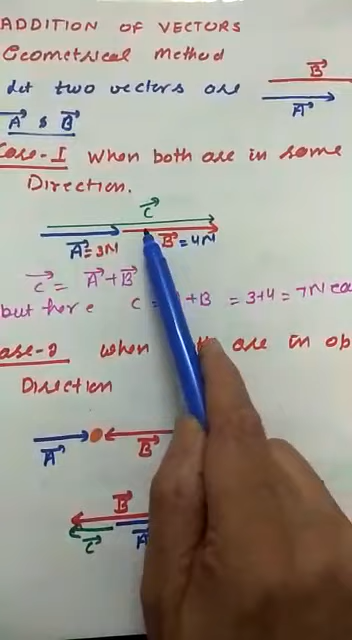 ADDITION OF VECTORS
Geometrical Method
B
Let two vectors are
A
A & B
Case-I When both are in same
Direction.
C
A=3N B=4N
C = A+B
but here C = +B = 3+4 = 7N
ase-2 when are in op
Direction
A B
B
C A